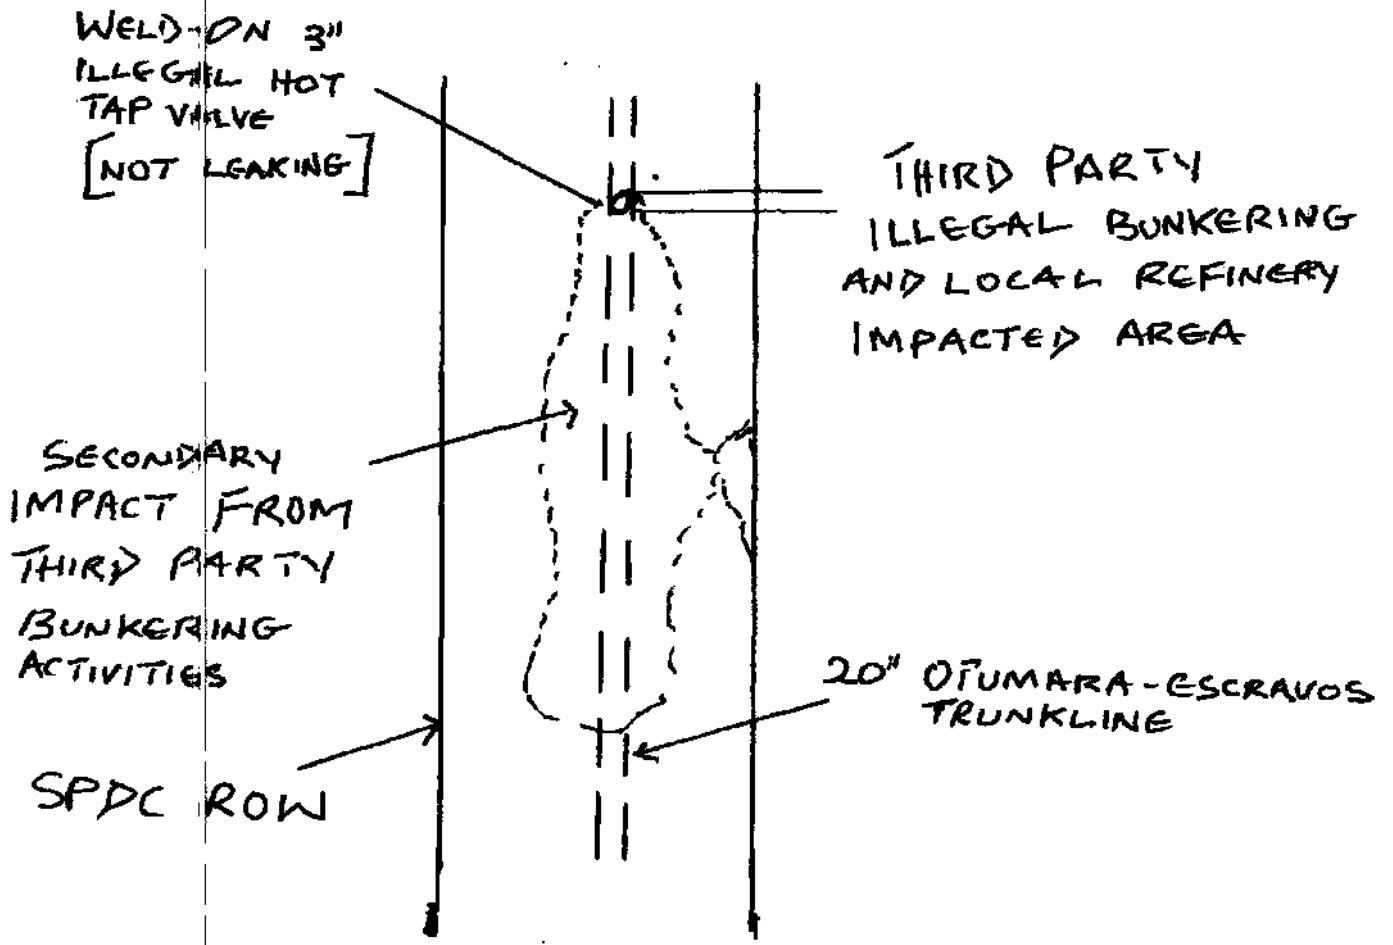 WELD-ON 3"
ILLEGAL HOT
TAP VALVE
[NOT LEAKING]
THIRD PARTY
ILLEGAL BUNKERING
AND LOCAL REFINERY
IMPACTED AREA
SECONDARY
IMPACT FROM
THIRD PARTY
BUNKERING
ACTIVITIES
20" OTUMARA-ESCRAVOS
TRUNKLINE
SPDC ROW